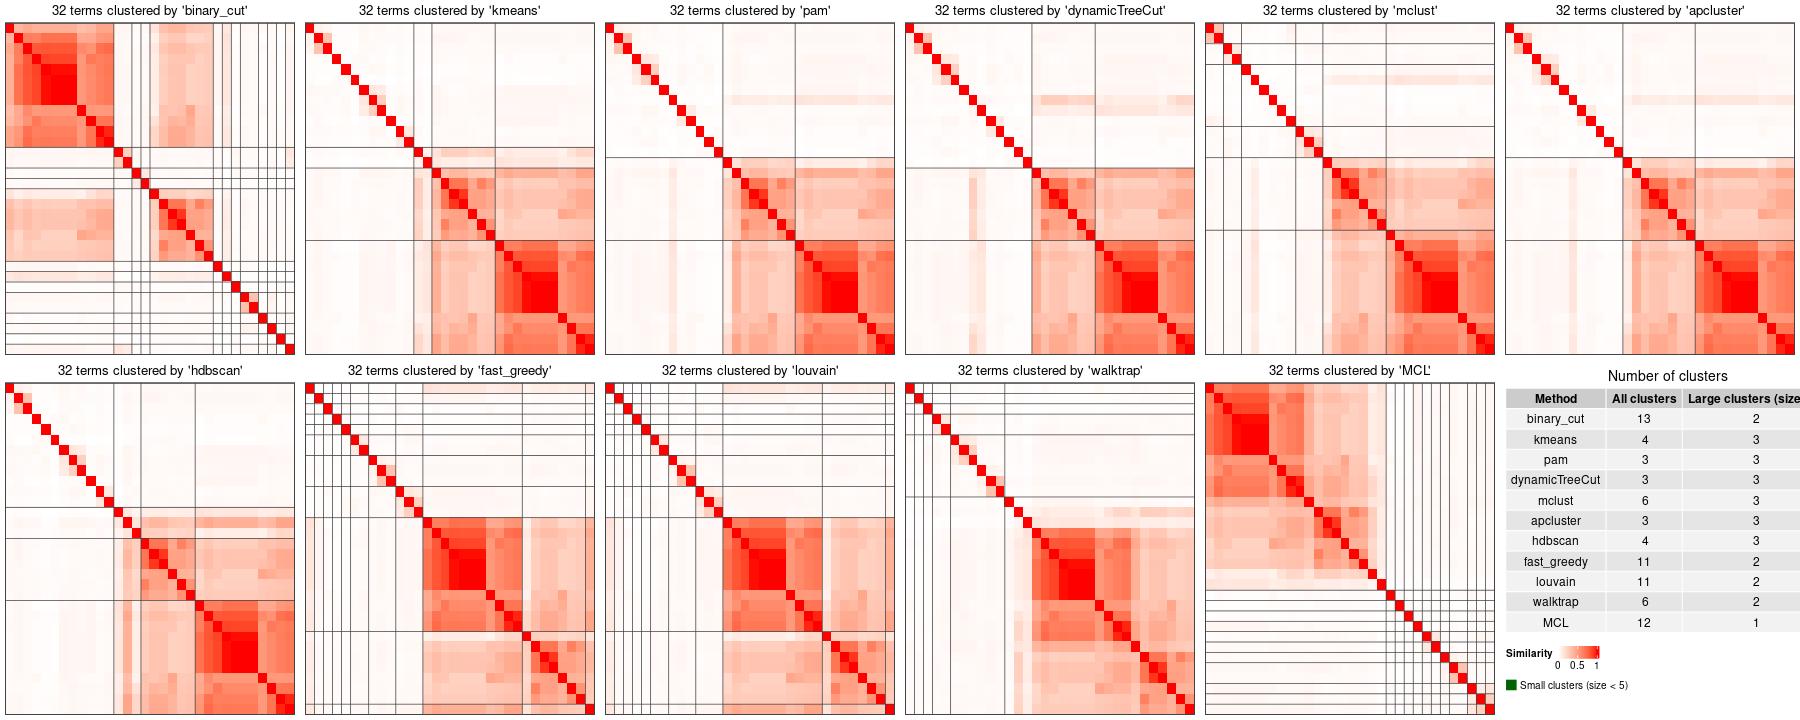 32 terms clustered by 'binary_cut'
32 terms clustered by 'kmeans'
32 terms clustered by 'pam'
32 terms clustered by 'dynamicTreeCut'
32 terms clustered by 'mclust'
32 terms clustered by 'apcluster'
32 terms clustered by 'hdbscan'
32 terms clustered by 'fast_greedy'
32 terms clustered by 'louvain'
32 terms clustered by 'walktrap'
32 terms clustered by 'MCL'
Number of clusters
Method All clusters Large clusters (size
binary_cut 13 2
kmeans 4 3
pam 3 3
dynamicTreeCut 3 3
mclust 6 3
apcluster 3 3
hdbscan 4 3
fast_greedy 11 2
louvain 11 2
walktrap 6 2
MCL 12 1
Similarity
0 0.5 1
Small clusters (size < 5)